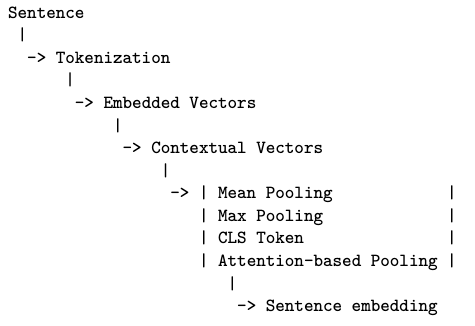 Sentence
|
-> Tokenization
|
-> Embedded Vectors
|
-> Contextual Vectors
|
-> | Mean Pooling |
| Max Pooling |
| CLS Token |
| Attention-based Pooling |
|
-> Sentence embedding